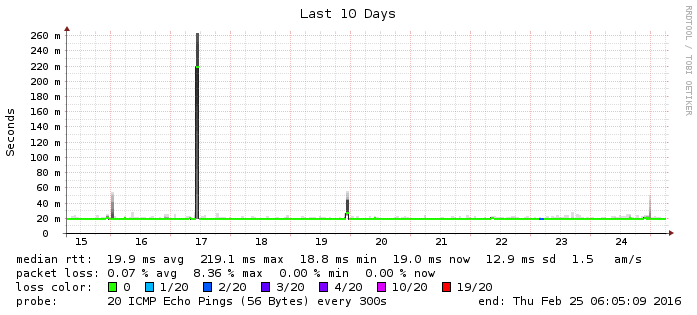 Last 10 Days
RRDTOOL / TOBI OETIKER
Seconds
260 m
240 m
220 m
200 m
180 m
160 m
140 m
120 m
100 m
80 m
60 m
40 m
20 m
0
15 16 17 18 19 20 21 22 23 24
median rtt: 19.9 ms avg 219.1 ms max 18.8 ms min 19.0 ms now 12.9 ms sd 1.5 am/s
packet loss: 0.07 % avg 8.36 % max 0.00 % min 0.00 % now
loss color: 0 1/20 2/20 3/20 4/20 10/20 19/20
probe: 20 ICMP Echo Pings (56 Bytes) every 300s end: Thu Feb 25 06:05:09 2016